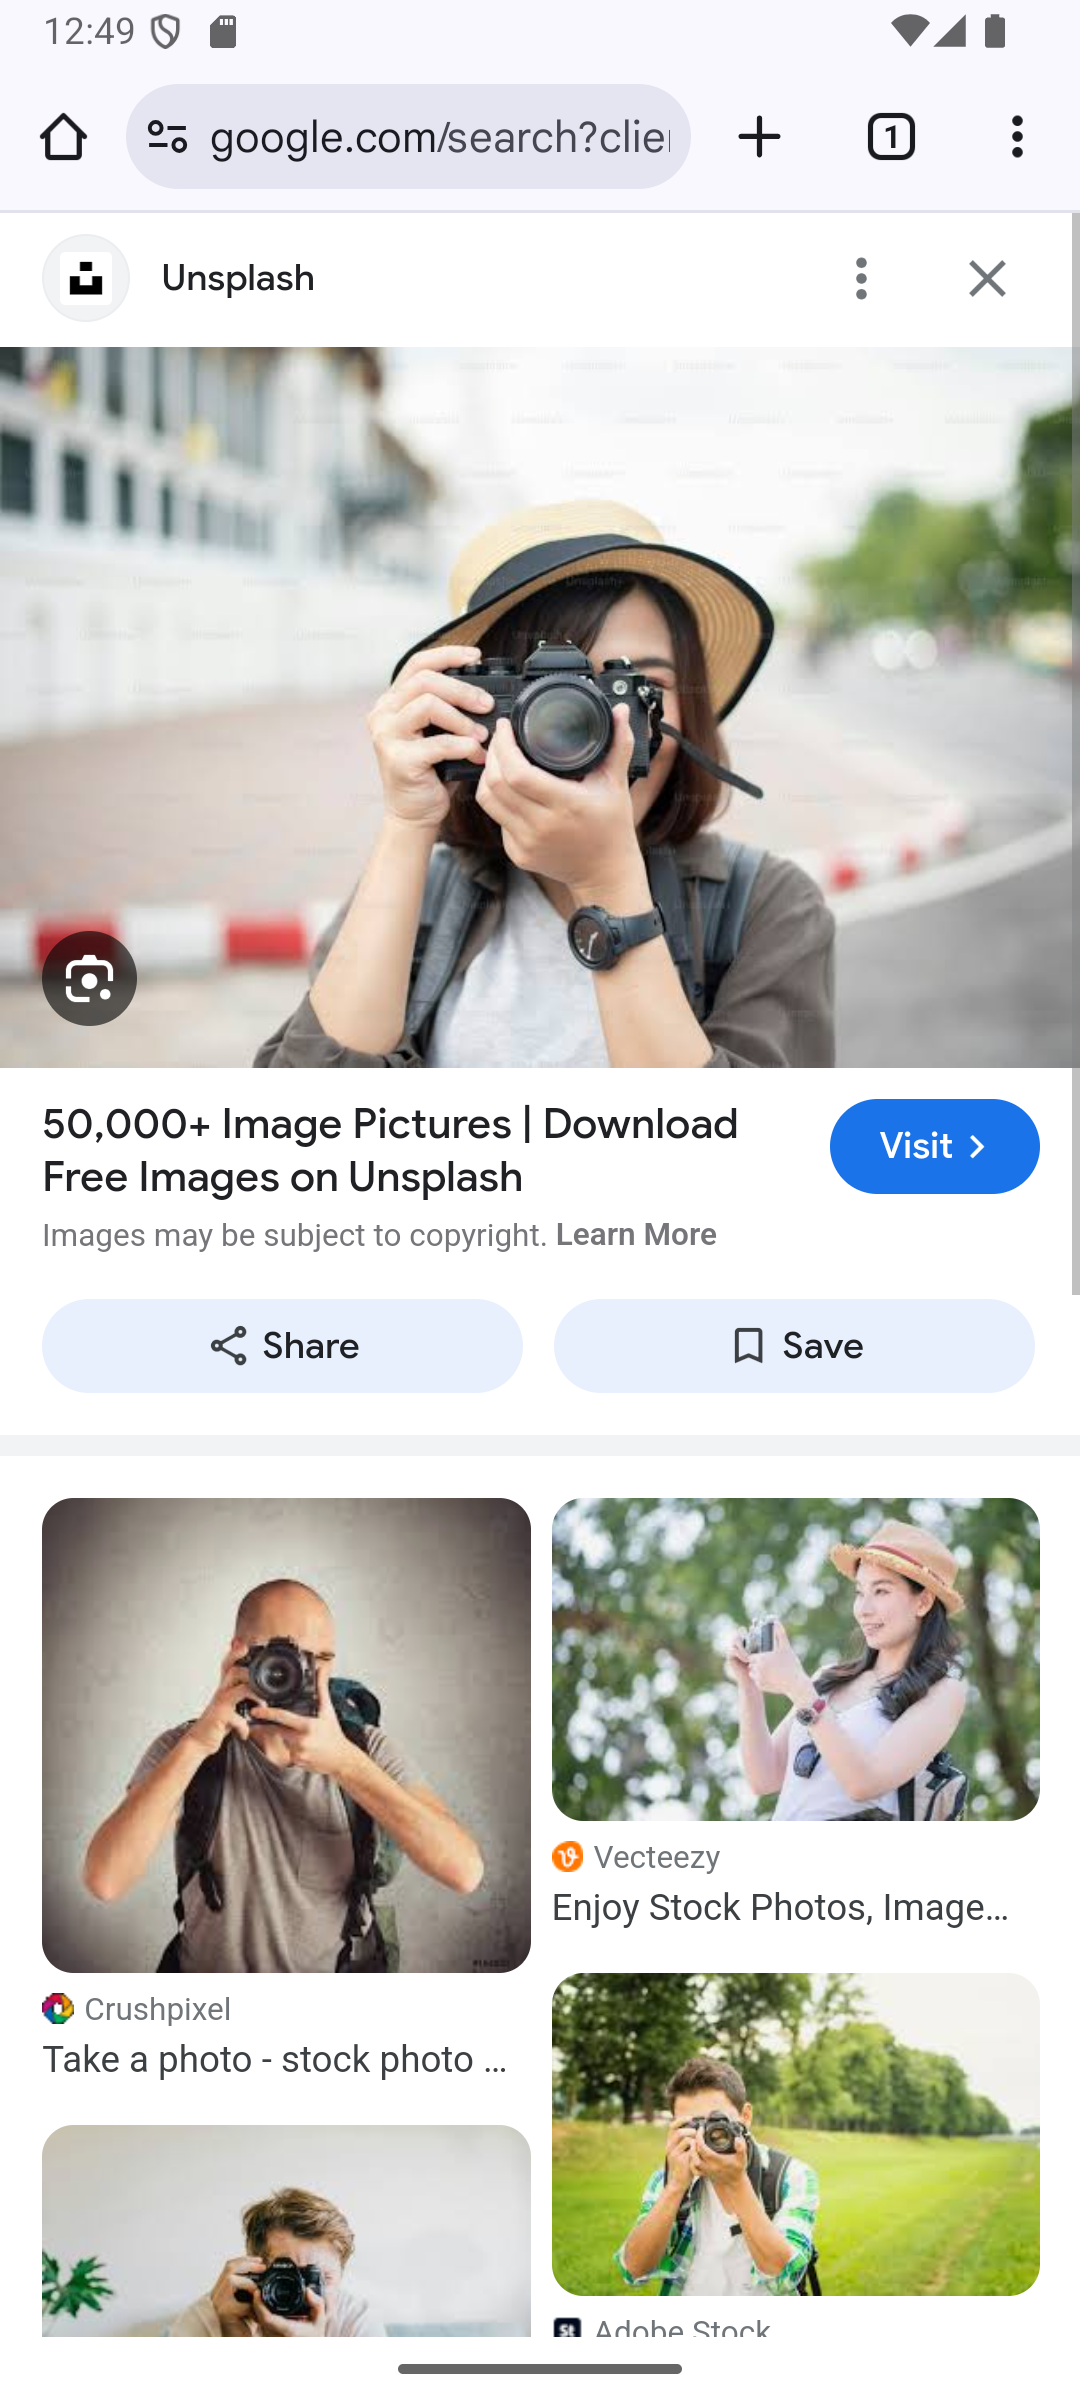 12:49
google.com/search?clie
1
Unsplash
50,000+ Image Pictures | Download
Free Images on Unsplash
Visit
Images may be subject to copyright. Learn More
Share
Save
Vecteezy
Enjoy Stock Photos, Image...
Crushpixel
Take a photo - stock photo ...
St Adobe Stock